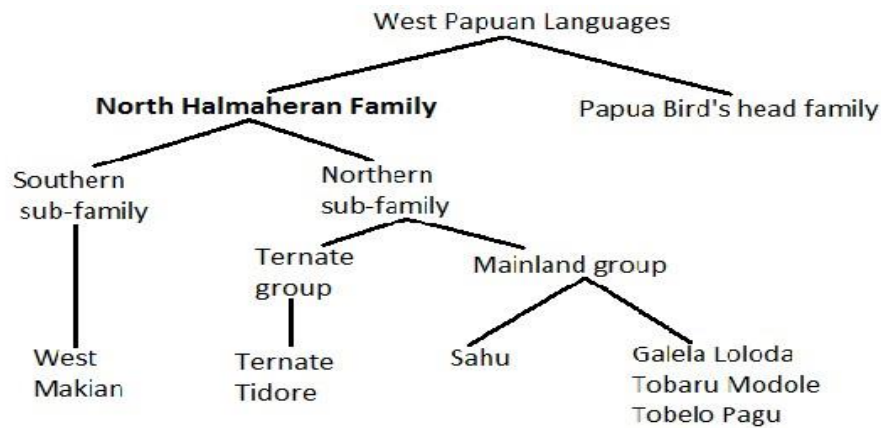 West Papuan Languages
North Halmaheran Family
Papua Bird's head family
Southern
sub-family
Northern
sub-family
Ternate
group
Mainland group
West
Makian
Ternate
Tidore
Sahu
Galela Loloda
Tobaru Modole
Tobelo Pagu